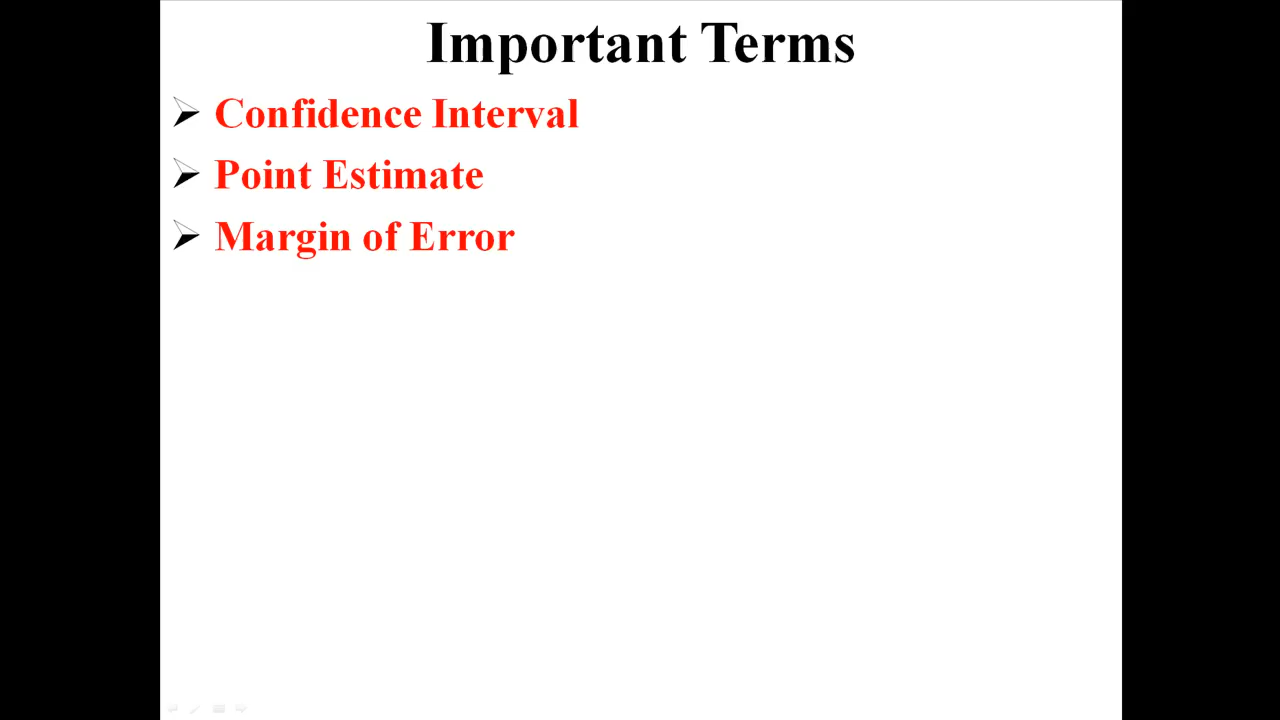 Important Terms
Confidence Interval
Point Estimate
Margin of Error